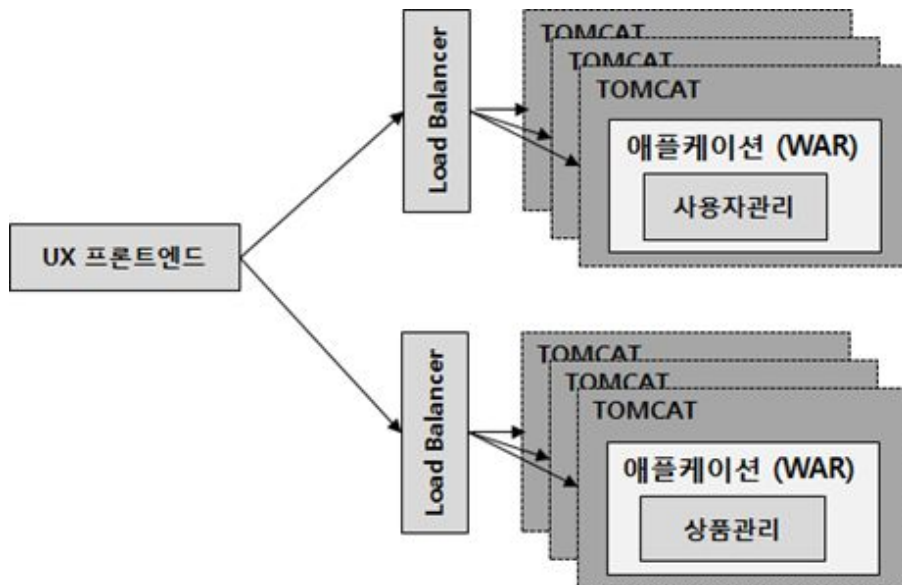 UX 프론트엔드
Load Balancer
TOMCAT
TOMCAT
TOMCAT
애플케이션 (WAR)
사용자관리
Load Balancer
TOMCAT
TOMCAT
TOMCAT
애플케이션 (WAR)
상품관리